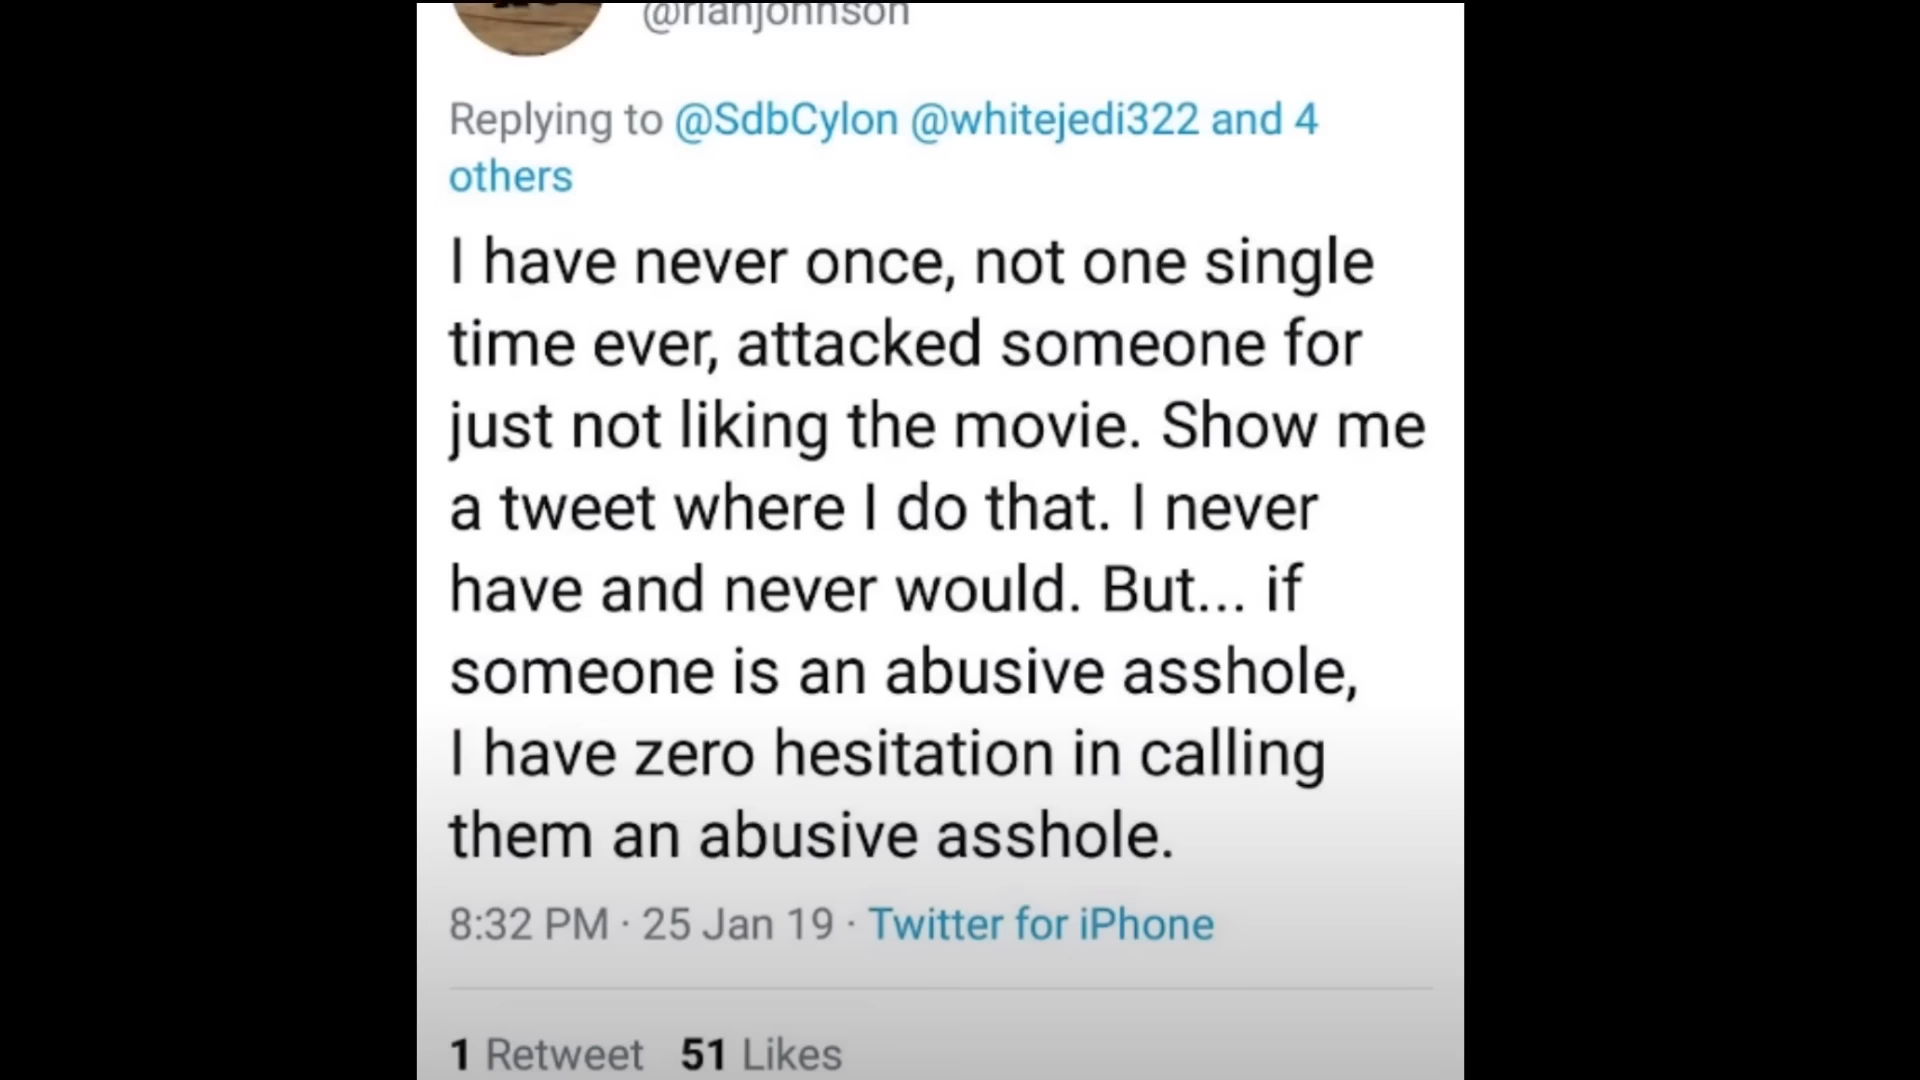 @rianjohnson
Replying to @SdbCylon @whitejedi322 and 4
others
I have never once, not one single
time ever, attacked someone for
just not liking the movie. Show me
a tweet where I do that. I never
have and never would. But... if
someone is an abusive asshole,
I have zero hesitation in calling
them an abusive asshole.
8:32 PM · 25 Jan 19 · Twitter for iPhone
1 Retweet 51 Likes